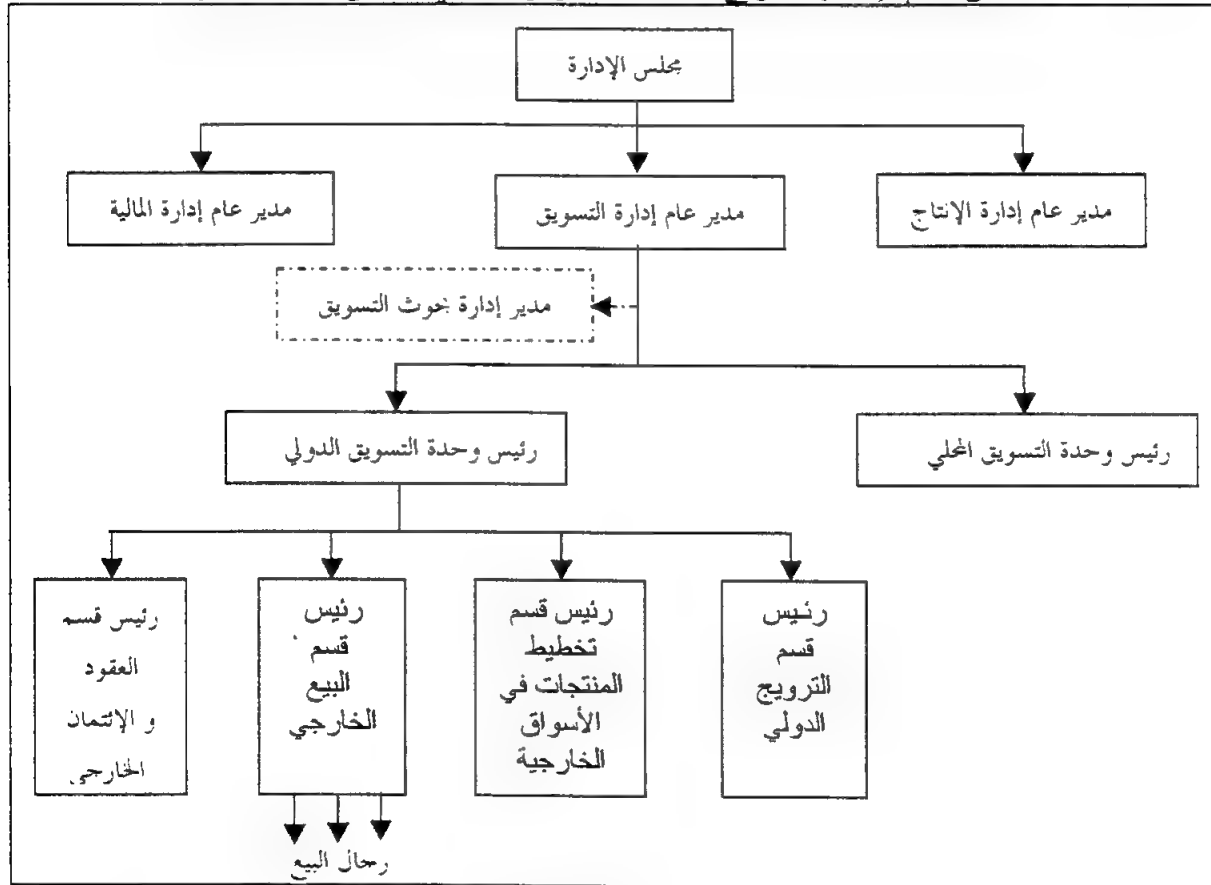 مجلس الإدارة
مدير عام إدارة الإنتاج
مدير عام إدارة التسويق
مدير عام إدارة المالية
مدير إدارة بحوث التسويق
رئيس وحدة التسويق المحلي
رئيس وحدة التسويق الدولي
رئيس
قسم
الترويج
الدولي
رئيس قسم
تخطيط
المنتجات في
الأسواق
الخارجية
رئيس
قسم
البيع
الخارجي
رئيس قسم
العقود
و الإئتمان
الخارجي
رجال البيع